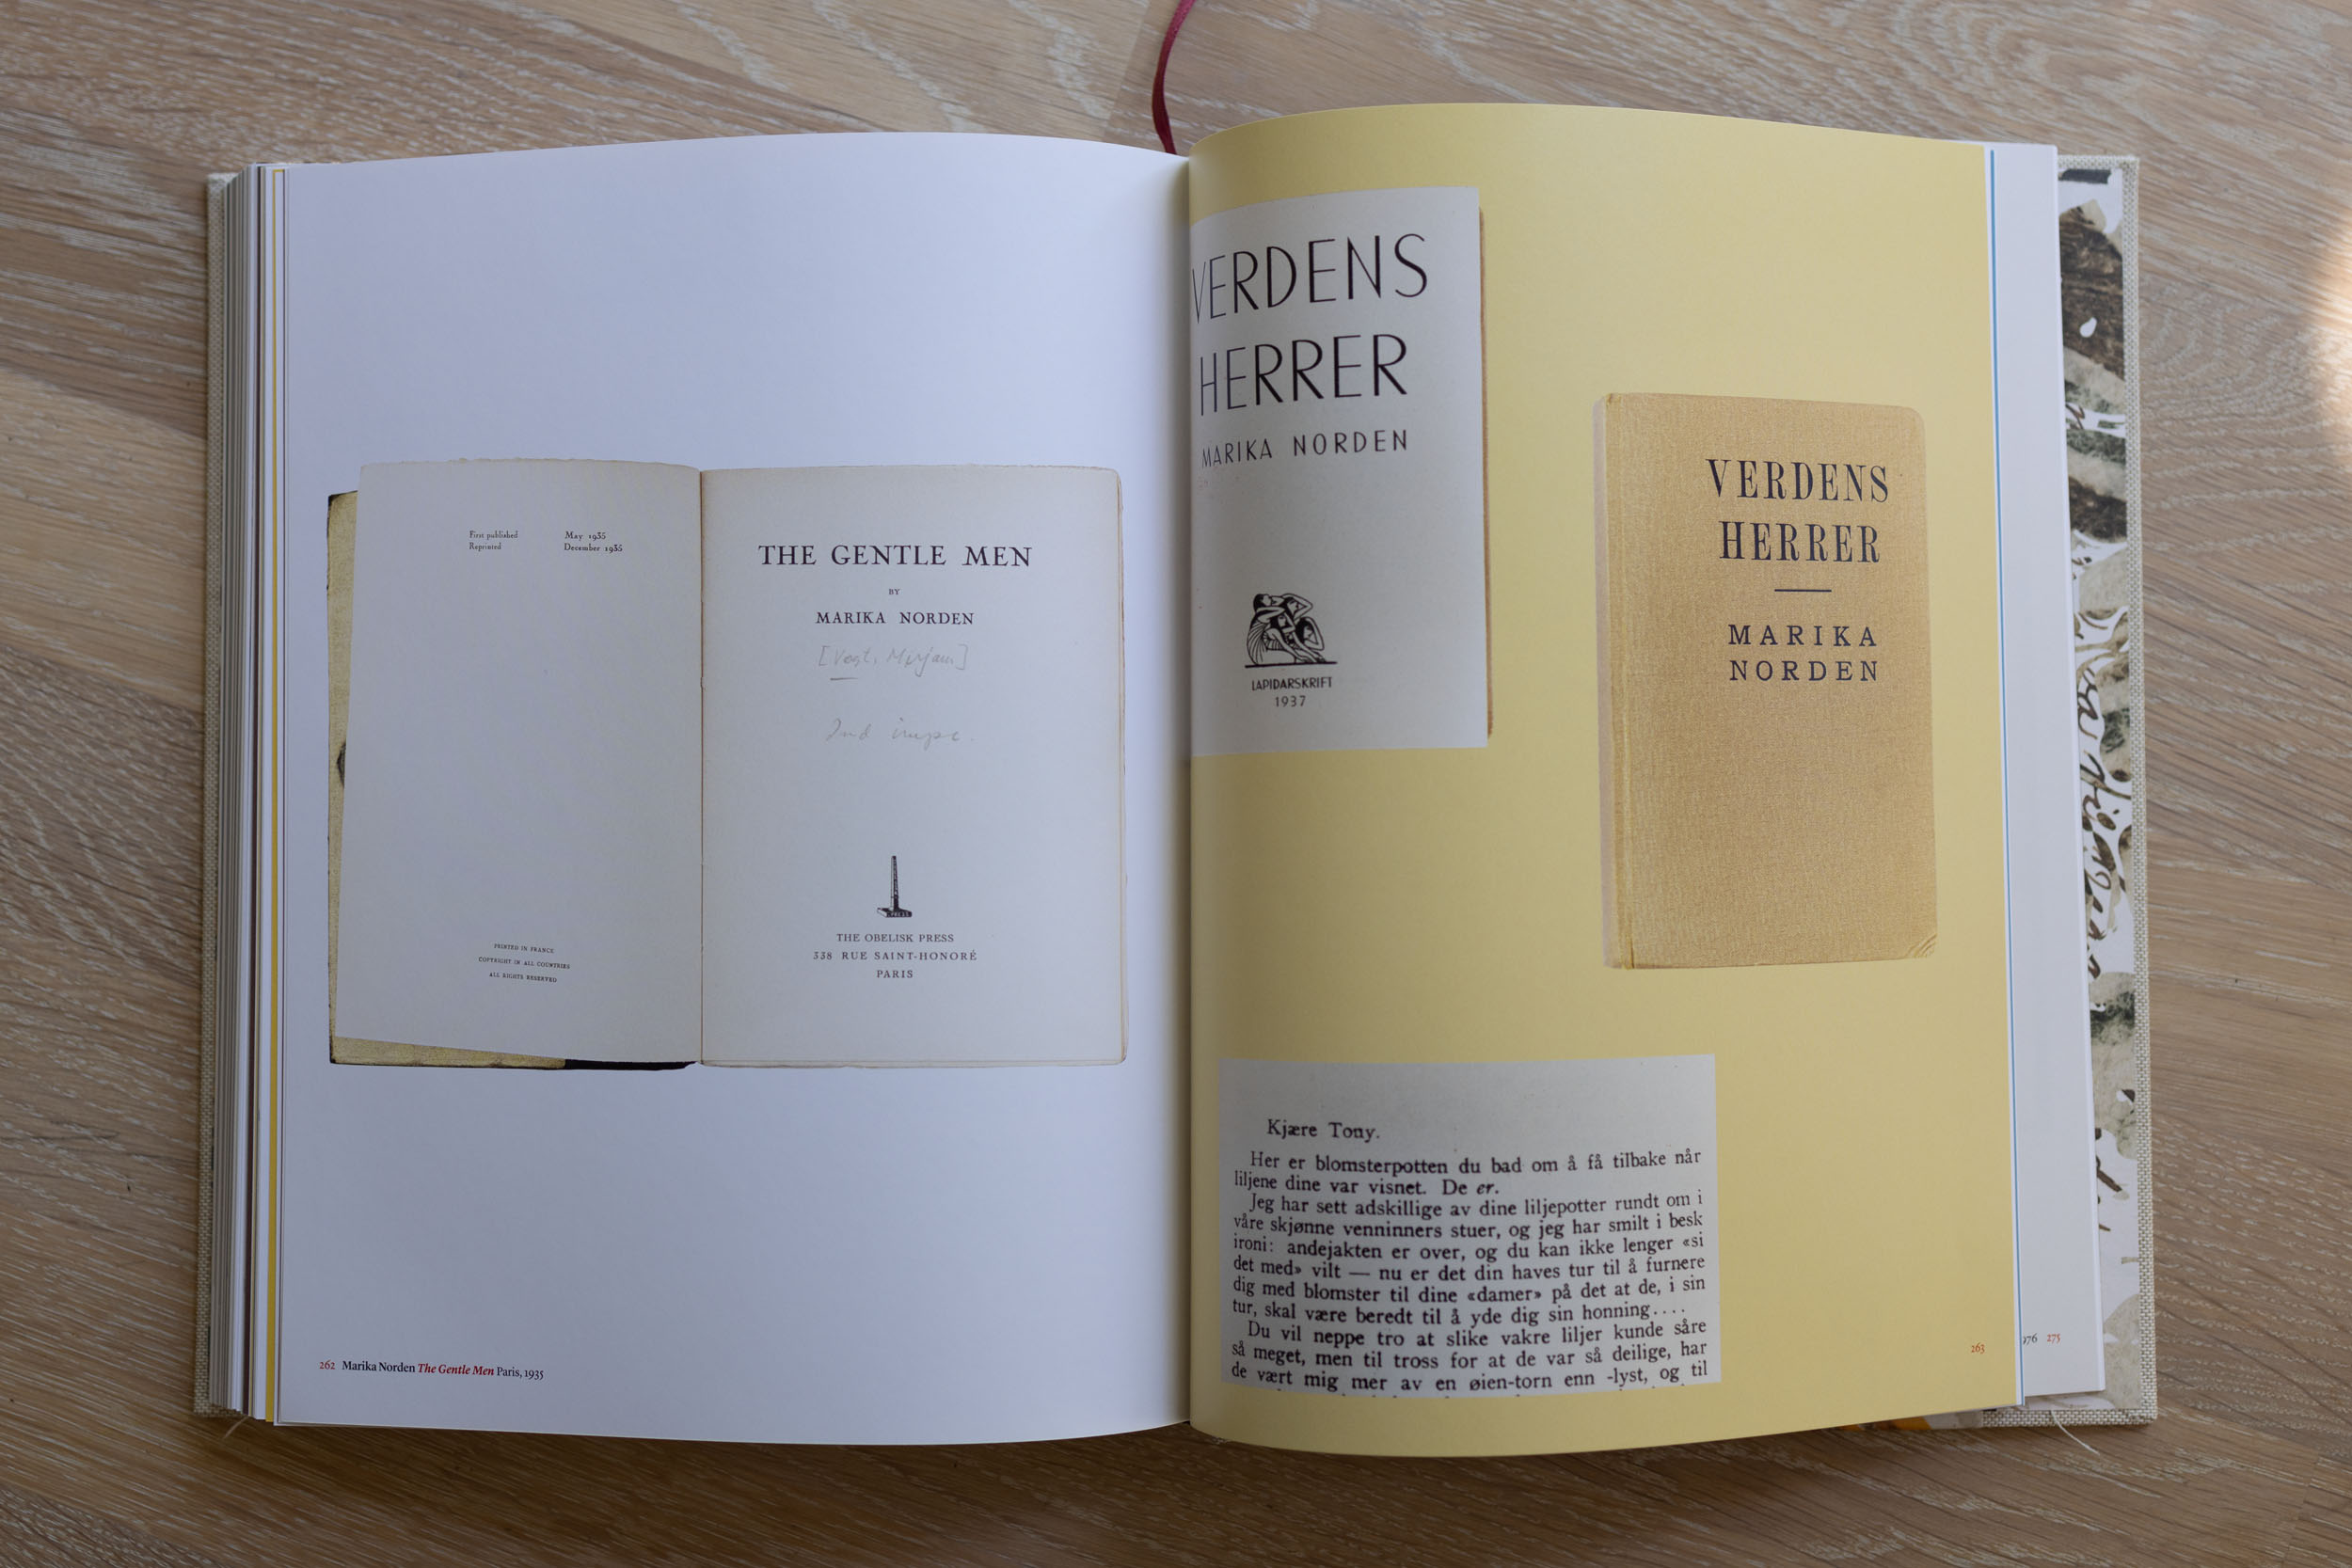 First published May 1935
Reprinted December 1935
PRINTED IN FRANCE
COPYRIGHT IN ALL COUNTRIES
ALL RIGHTS RESERVED
THE GENTLE MEN
BY
MARIKA NORDEN
[Vogt, Mirjam]
2nd impr.
PRESS
THE OBELISK PRESS
338 RUE SAINT-HONORÉ
PARIS
262 Marika Norden The Gentle Men Paris, 1935
VERDENS
HERRER
MARIKA NORDEN
LAPIDARSKRIFT
1937
VERDENS
HERRER
MARIKA
NORDEN
Kjære Tony.
Her er blomsterpotten du bad om å få tilbake når
liljene dine var visnet. De er.
Jeg har sett adskillige av dine liljepotter rundt om i
våre skjønne venninners stuer, og jeg har smilt i besk
ironi: andejakten er over, og du kan ikke lenger «si
det med» vilt — nu er det din haves tur til å furnere
dig med blomster til dine «damer» på det at de, i sin
tur, skal være beredt til å yde dig sin honning....
Du vil neppe tro at slike vakre liljer kunde såre
så meget, men til tross for at de var så deilige, har
de vært mig mer av en øien-torn enn -lyst, og til
263
976 275